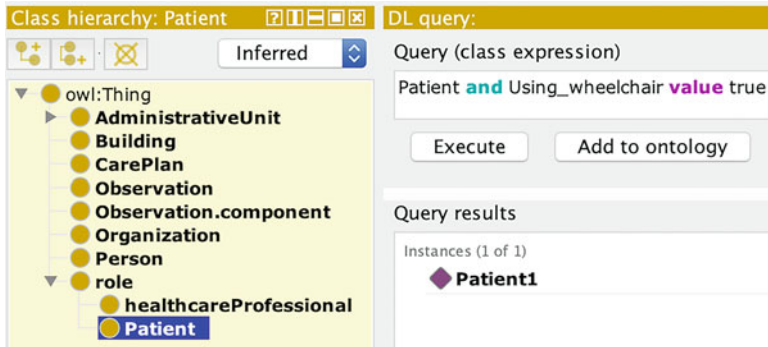 Class hierarchy: Patient
Inferred
owl:Thing
AdministrativeUnit
Building
CarePlan
Observation
Observation.component
Organization
Person
role
healthcareProfessional
Patient
DL query:
Query (class expression)
Patient and Using_wheelchair value true
Execute Add to ontology
Query results
Instances (1 of 1)
Patient1